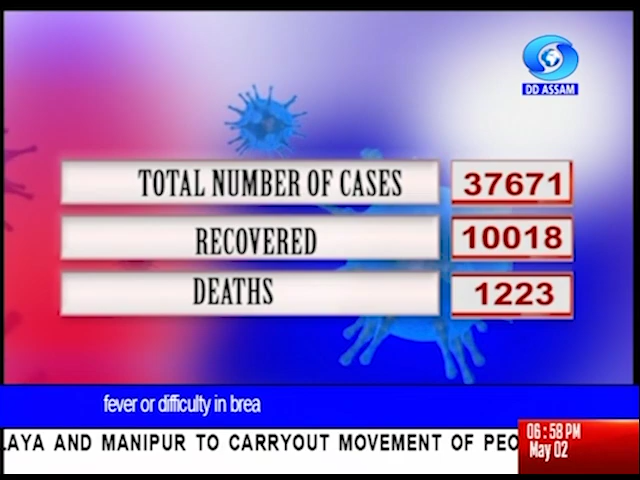 DD ASSAM
TOTAL NUMBER OF CASES 37671
RECOVERED 10018
DEATHS 1223
fever or difficulty in brea
LAYA AND MANIPUR TO CARRYOUT MOVEMENT OF PEO
06:58 PM
May 02